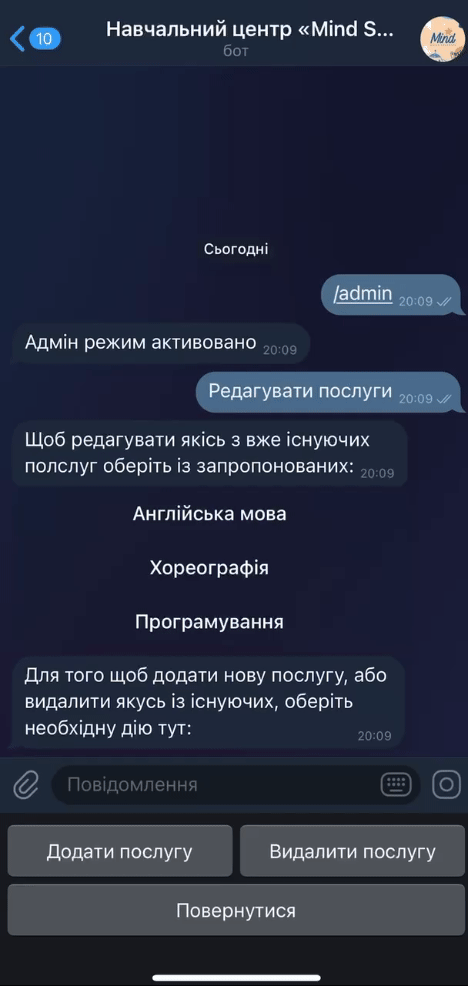 10
Навчальний центр «Mind S...
бот
Mind
Сьогодні
/admin 20:09
Адмін режим активовано 20:09
Редагувати послуги 20:09
Щоб редагувати якісь з вже існуючих
полслуг оберіть із запропонованих: 20:09
Англійська мова
Хореографія
Програмування
Для того щоб додати нову послугу, або
видалити якусь із існуючих, оберіть
необхідну дію тут: 20:09
Повідомлення
Додати послугу Видалити послугу
Повернутися